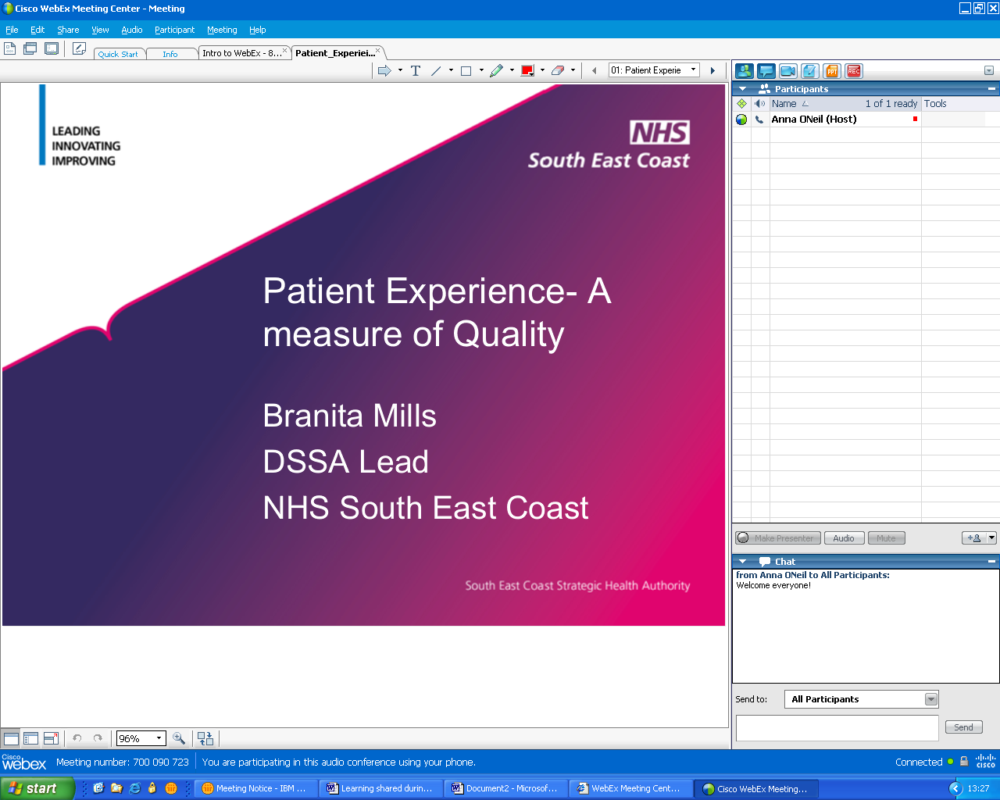 Cisco WebEx Meeting Center - Meeting
File Edit Share View Audio Participant Meeting Help
Quick Start Info Intro to WebEx - 8... Patient_Experiei...
T 01: Patient Experie
PPT REC
Participants
Name 1 of 1 ready Tools
Anna ONeil (Host)
LEADING
INNOVATING
IMPROVING
NHS
South East Coast
Patient Experience- A
measure of Quality
Branita Mills
DSSA Lead
NHS South East Coast
South East Coast Strategic Health Authority
Make Presenter Audio Mute
Chat
from Anna ONeil to All Participants:
Welcome everyone!
Send to: All Participants
Send
96%
Cisco webex Meeting number: 700 090 723 You are participating in this audio conference using your phone. Connected cisco
start Meeting Notice - IBM ... Learning shared durin... Document2 - Microsof... WebEx Meeting Cent... Cisco WebEx Meeting... 13:27